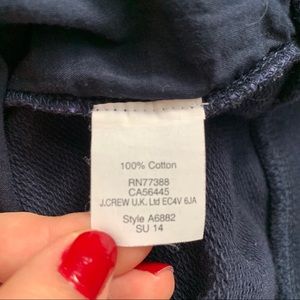 100% Cotton
RN77388
CA56445
J.CREW U.K. Ltd EC4V 6JA
Style A6882
SU 14